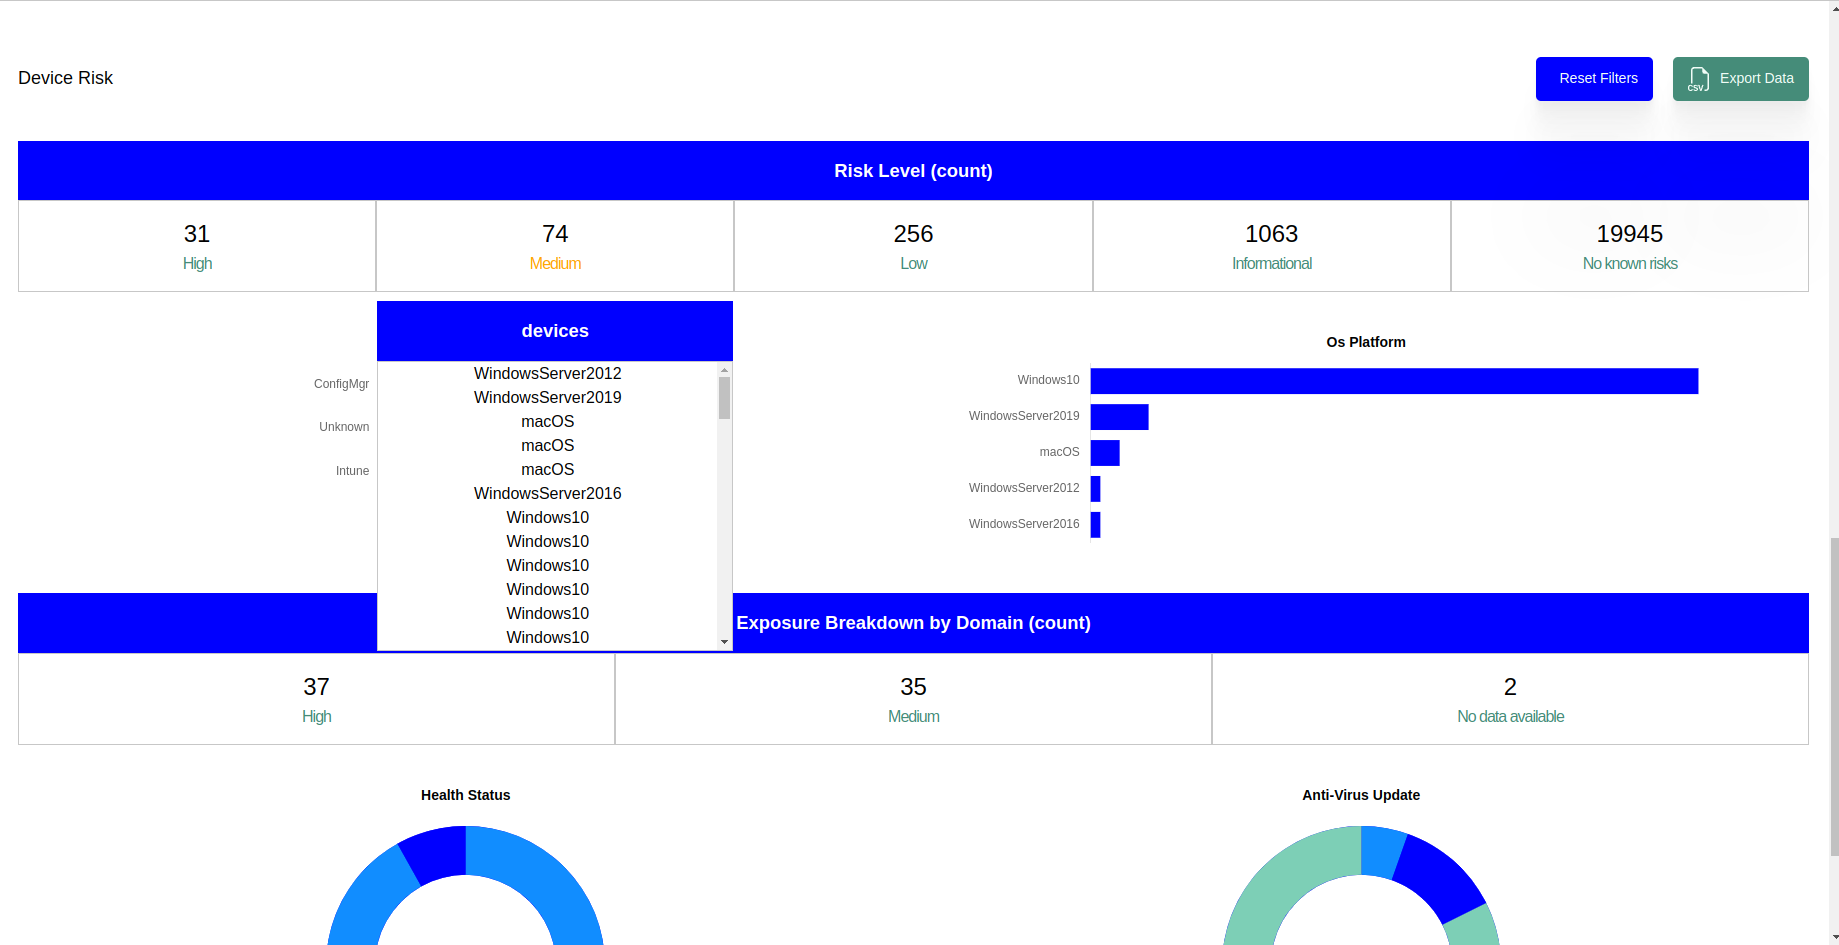 Device Risk
Reset Filters
CSV
Export Data
Risk Level (count)
31
High
74
Medium
256
Low
1063
Informational
19945
No known risks
ConfigMgr
Unknown
Intune
devices
WindowsServer2012
WindowsServer2019
macOS
macOS
macOS
WindowsServer2016
Windows10
Windows10
Windows10
Windows10
Windows10
Windows10
Os Platform
Windows10
WindowsServer2019
macOS
WindowsServer2012
WindowsServer2016
Exposure Breakdown by Domain (count)
37
High
35
Medium
2
No data available
Health Status
Anti-Virus Update